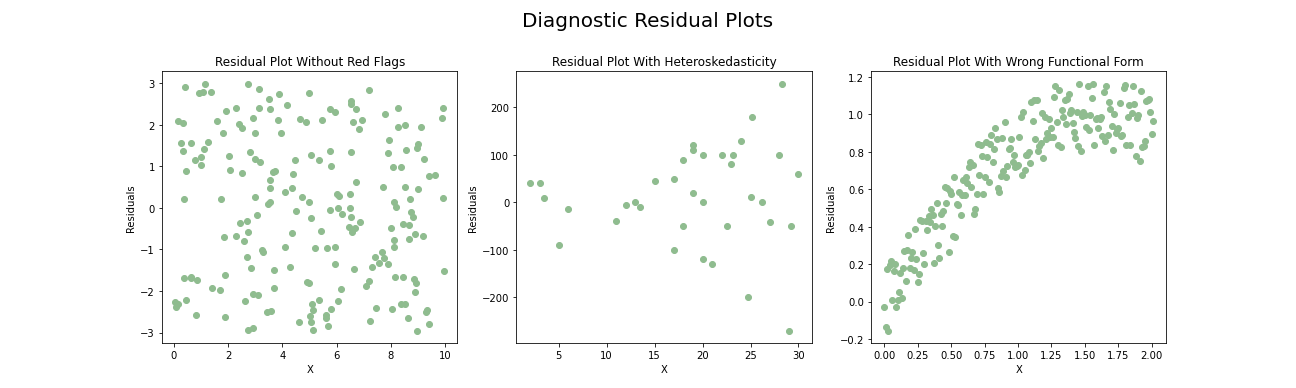 Diagnostic Residual Plots
Residual Plot Without Red Flags
Residuals
3
2
1
0
−1
−2
−3
0 2 4 6 8 10
X
Residual Plot With Heteroskedasticity
Residuals
200
100
0
−100
−200
5 10 15 20 25 30
X
Residual Plot With Wrong Functional Form
Residuals
1.2
1.0
0.8
0.6
0.4
0.2
0.0
−0.2
0.00 0.25 0.50 0.75 1.00 1.25 1.50 1.75 2.00
X